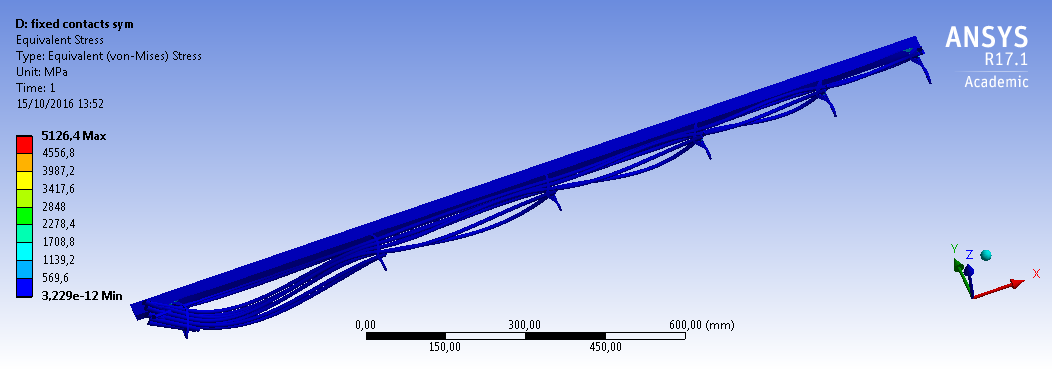 D: fixed contacts sym
Equivalent Stress
Type: Equivalent (von-Mises) Stress
Unit: MPa
Time: 1
15/10/2016 13:52
5126,4 Max
4556,8
3987,2
3417,6
2848
2278,4
1708,8
1139,2
569,6
3,229e-12 Min
ANSYS
R17.1
Academic
0,00 300,00 600,00 (mm)
150,00 450,00
Y Z X